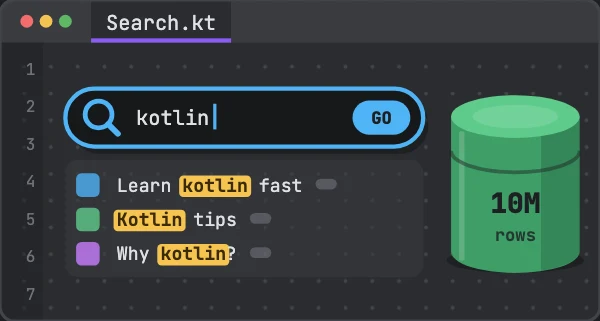 Search.kt
1
2
3
4
5
6
7
kotlin
GO
Learn kotlin fast
Kotlin tips
Why kotlin?
10M
rows